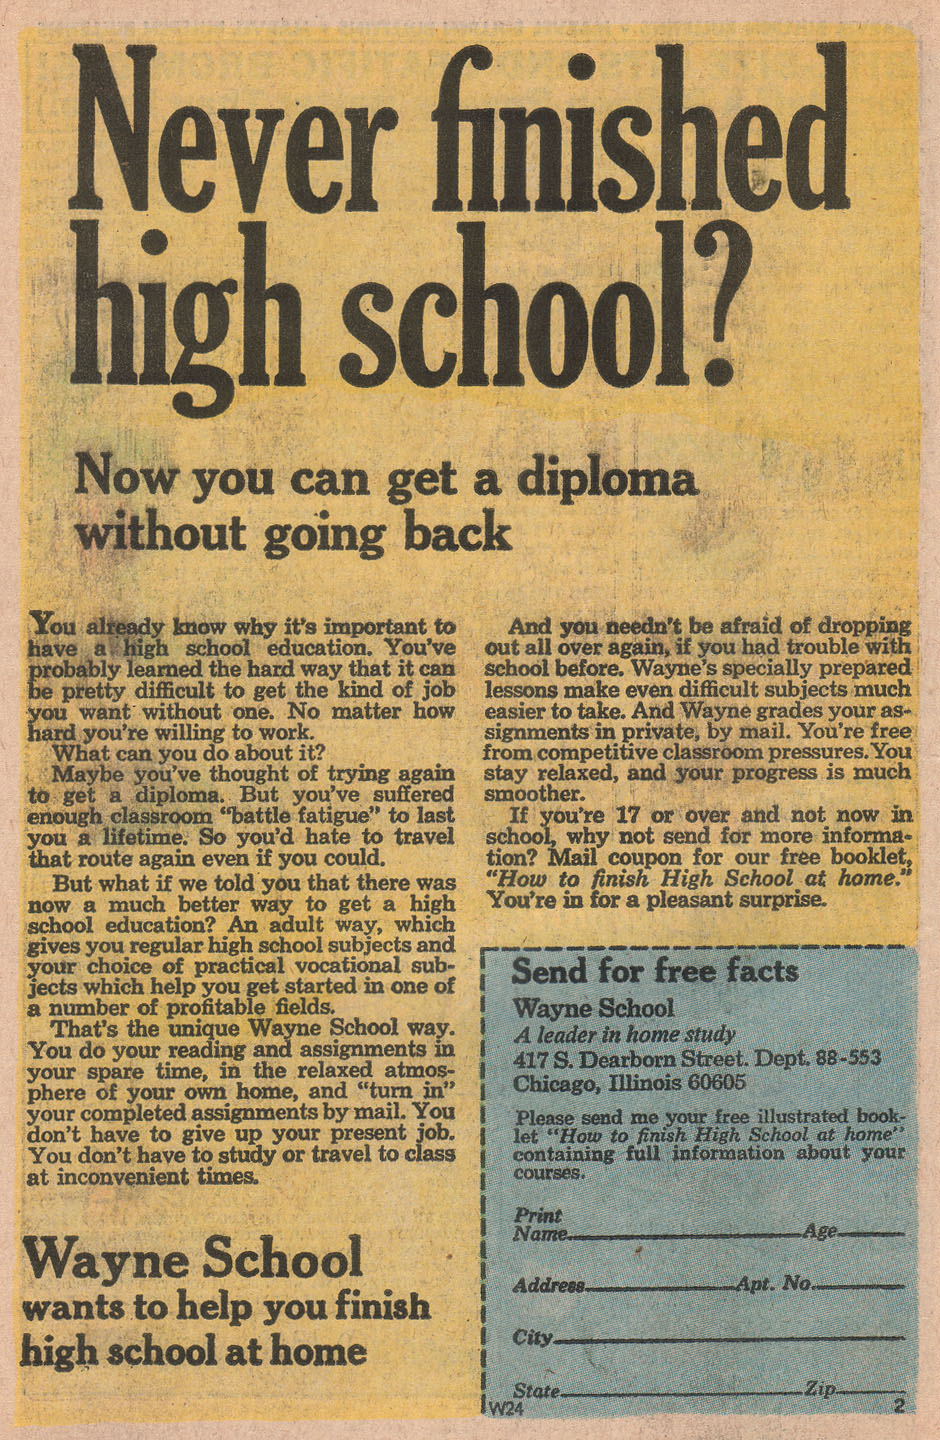 Never finished
high school?
Now you can get a diploma
without going back
You already know why it's important to
have a high school education. You've
probably learned the hard way that it can
be pretty difficult to get the kind of job
you want without one. No matter how
hard you're willing to work.
What can you do about it?
Maybe you've thought of trying again
to get a diploma. But you've suffered
enough classroom "battle fatigue" to last
you a lifetime. So you'd hate to travel
that route again even if you could.
But what if we told you that there was
now a much better way to get a high
school education? An adult way, which
gives you regular high school subjects and
your choice of practical vocational sub-
jects which help you get started in one of
a number of profitable fields.
That's the unique Wayne School way.
You do your reading and assignments in
your spare time, in the relaxed atmos-
phere of your own home, and "turn in"
your completed assignments by mail. You
don't have to give up your present job.
You don't have to study or travel to class
at inconvenient times.
Wayne School
wants to help you finish
high school at home
And you needn't be afraid of dropping
out all over again, if you had trouble with
school before. Wayne's specially prepared
lessons make even difficult subjects much
easier to take. And Wayne grades your as-
signments in private, by mail. You're free
from competitive classroom pressures. You
stay relaxed, and your progress is much
smoother.
If you're 17 or over and not now in
school, why not send for more informa-
tion? Mail coupon for our free booklet,
"How to finish High School at home."
You're in for a pleasant surprise.
Send for free facts
Wayne School
A leader in home study
417 S. Dearborn Street. Dept. 88-553
Chicago, Illinois 60605
Please send me your free illustrated book-
let "How to finish High School at home"
containing full information about your
courses.
Print
Name Age
Address Apt. No.
City
State Zip
W24 2